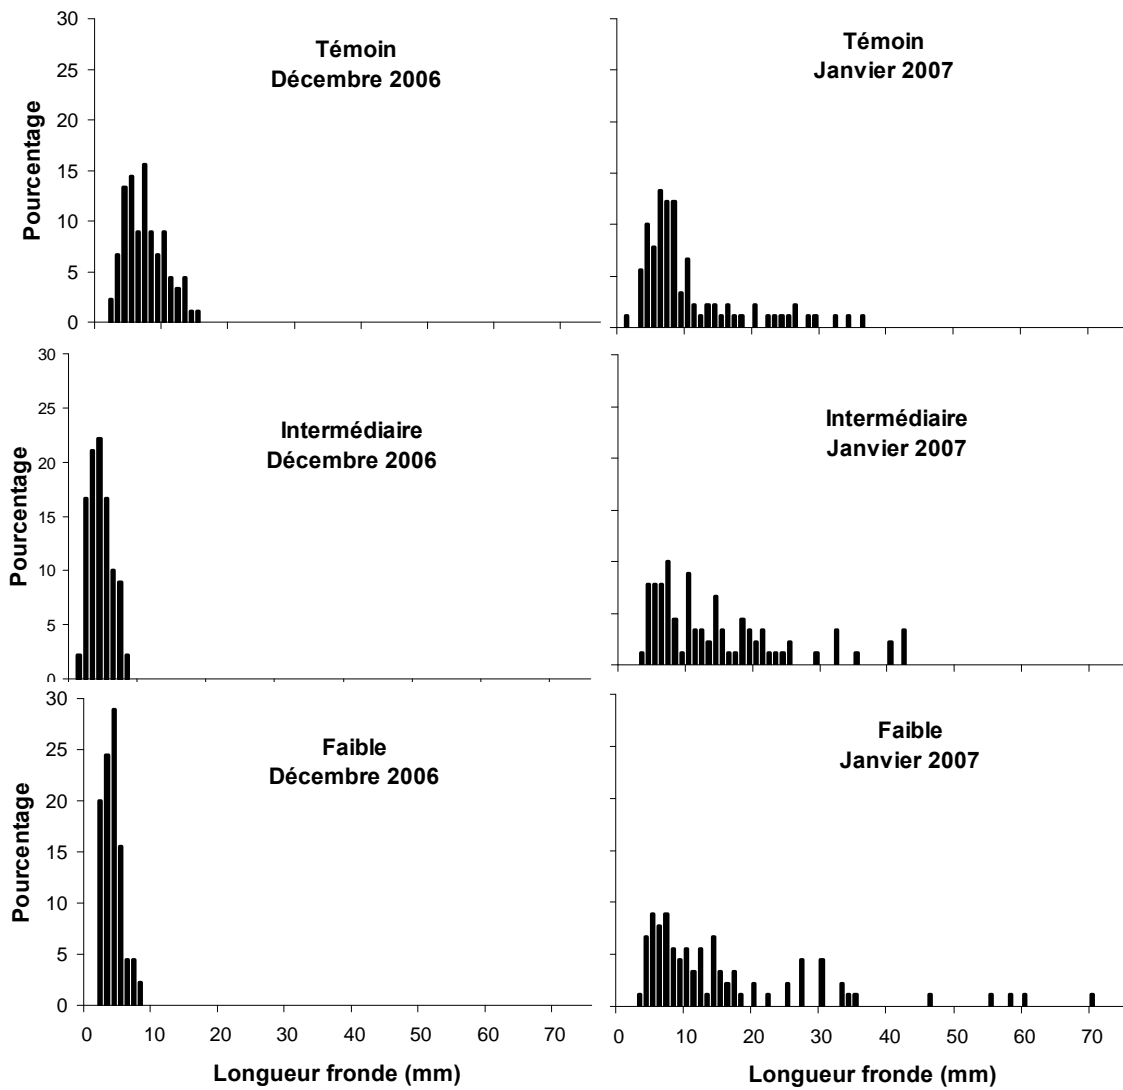 30
25
20
15
10
5
0
Pourcentage
Témoin
Décembre 2006
Témoin
Janvier 2007
30
25
20
15
10
5
0
Pourcentage
Intermédiaire
Décembre 2006
Intermédiaire
Janvier 2007
30
25
20
15
10
5
0
Pourcentage
Faible
Décembre 2006
Faible
Janvier 2007
0 10 20 30 40 50 60 70
Longueur fronde (mm)
0 10 20 30 40 50 60 70
Longueur fronde (mm)